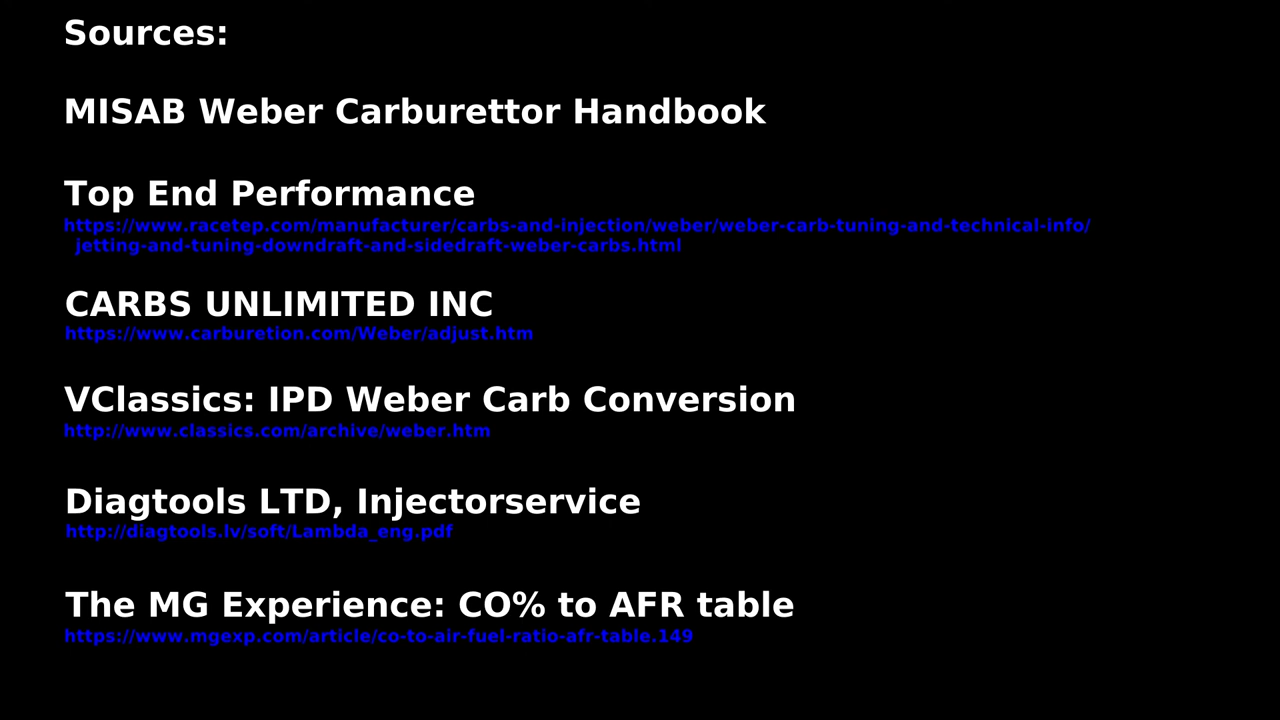 Sources:
MISAB Weber Carburettor Handbook
Top End Performance
https://www.racetep.com/manufacturer/carbs-and-injection/weber/weber-carb-tuning-and-technical-info/
jetting-and-tuning-downdraft-and-sidedraft-weber-carbs.html
CARBS UNLIMITED INC
https://www.carburetion.com/Weber/adjust.htm
VClassics: IPD Weber Carb Conversion
http://www.classics.com/archive/weber.htm
Diagtools LTD, Injectorservice
http://diagtools.lv/soft/Lambda_eng.pdf
The MG Experience: CO% to AFR table
https://www.mgexp.com/article/co-to-air-fuel-ratio-afr-table.149